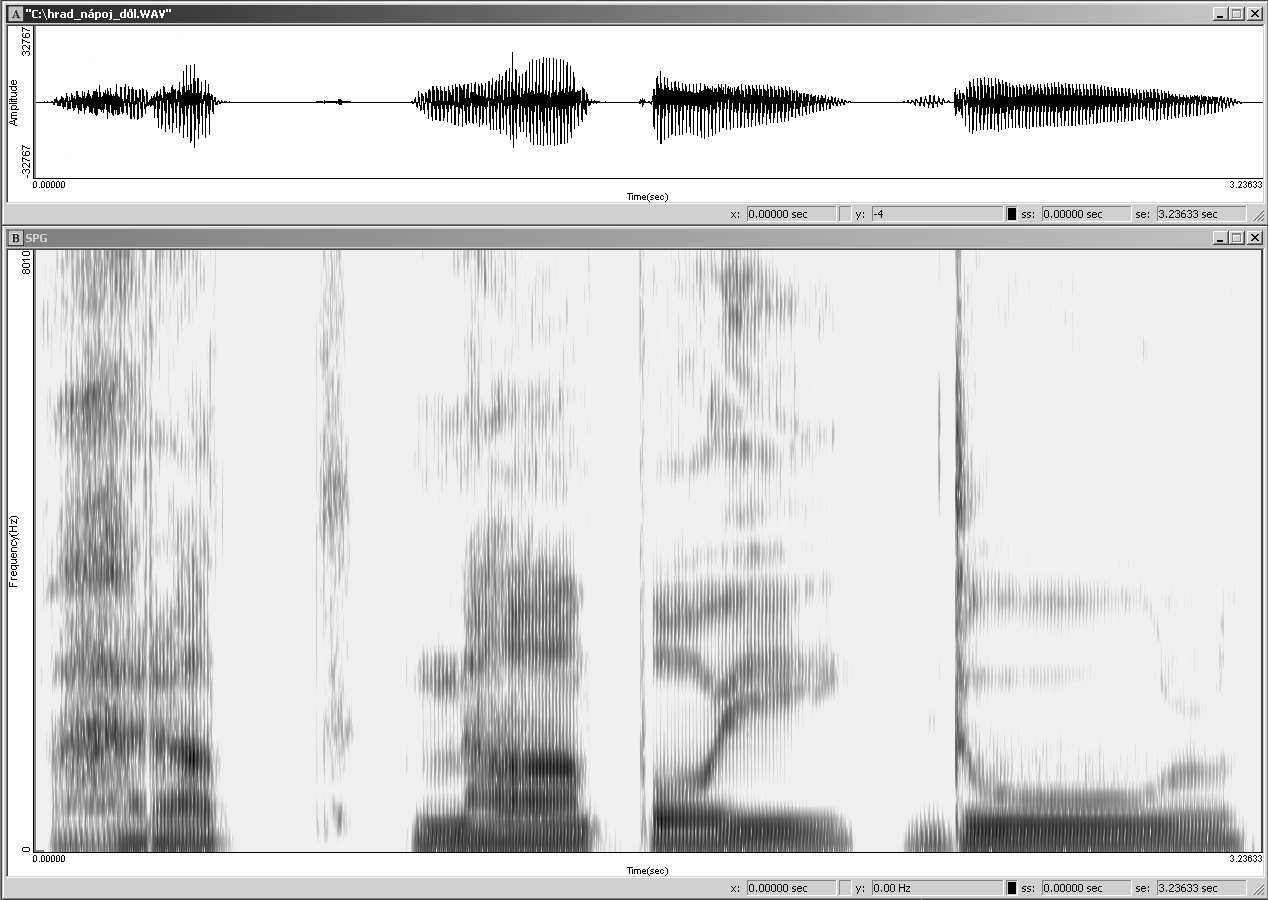 A "C:\hrad_nápoj_důl.WAV"
32767
Amplitude
-32767
0.00000
3.23633
Time(sec)
x: 0.00000 sec y: -4 ss: 0.00000 sec se: 3.23633 sec
B SPG
8010
Frequency(Hz)
0
0.00000
3.23633
Time(sec)
x: 0.00000 sec y: 0.00 Hz ss: 0.00000 sec se: 3.23633 sec